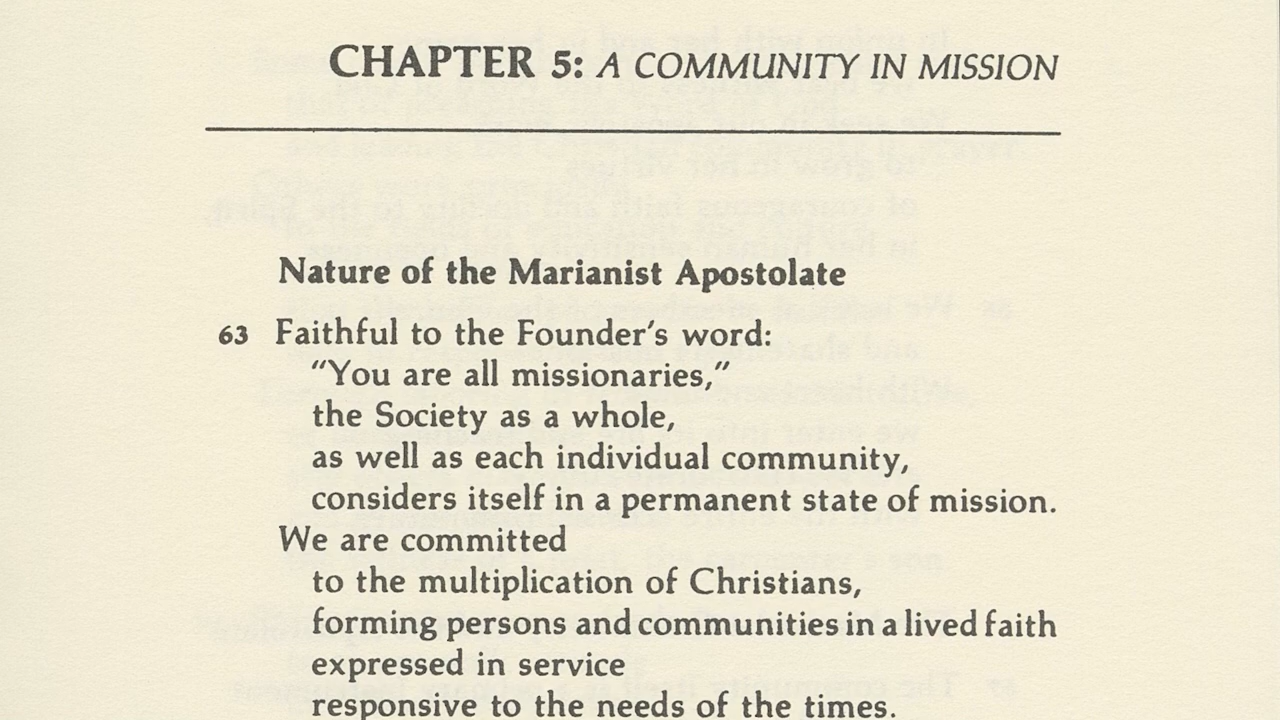 CHAPTER 5: A COMMUNITY IN MISSION
Nature of the Marianist Apostolate
63 Faithful to the Founder’s word:
“You are all missionaries,”
the Society as a whole,
as well as each individual community,
considers itself in a permanent state of mission.
We are committed
to the multiplication of Christians,
forming persons and communities in a lived faith
expressed in service
responsive to the needs of the times.